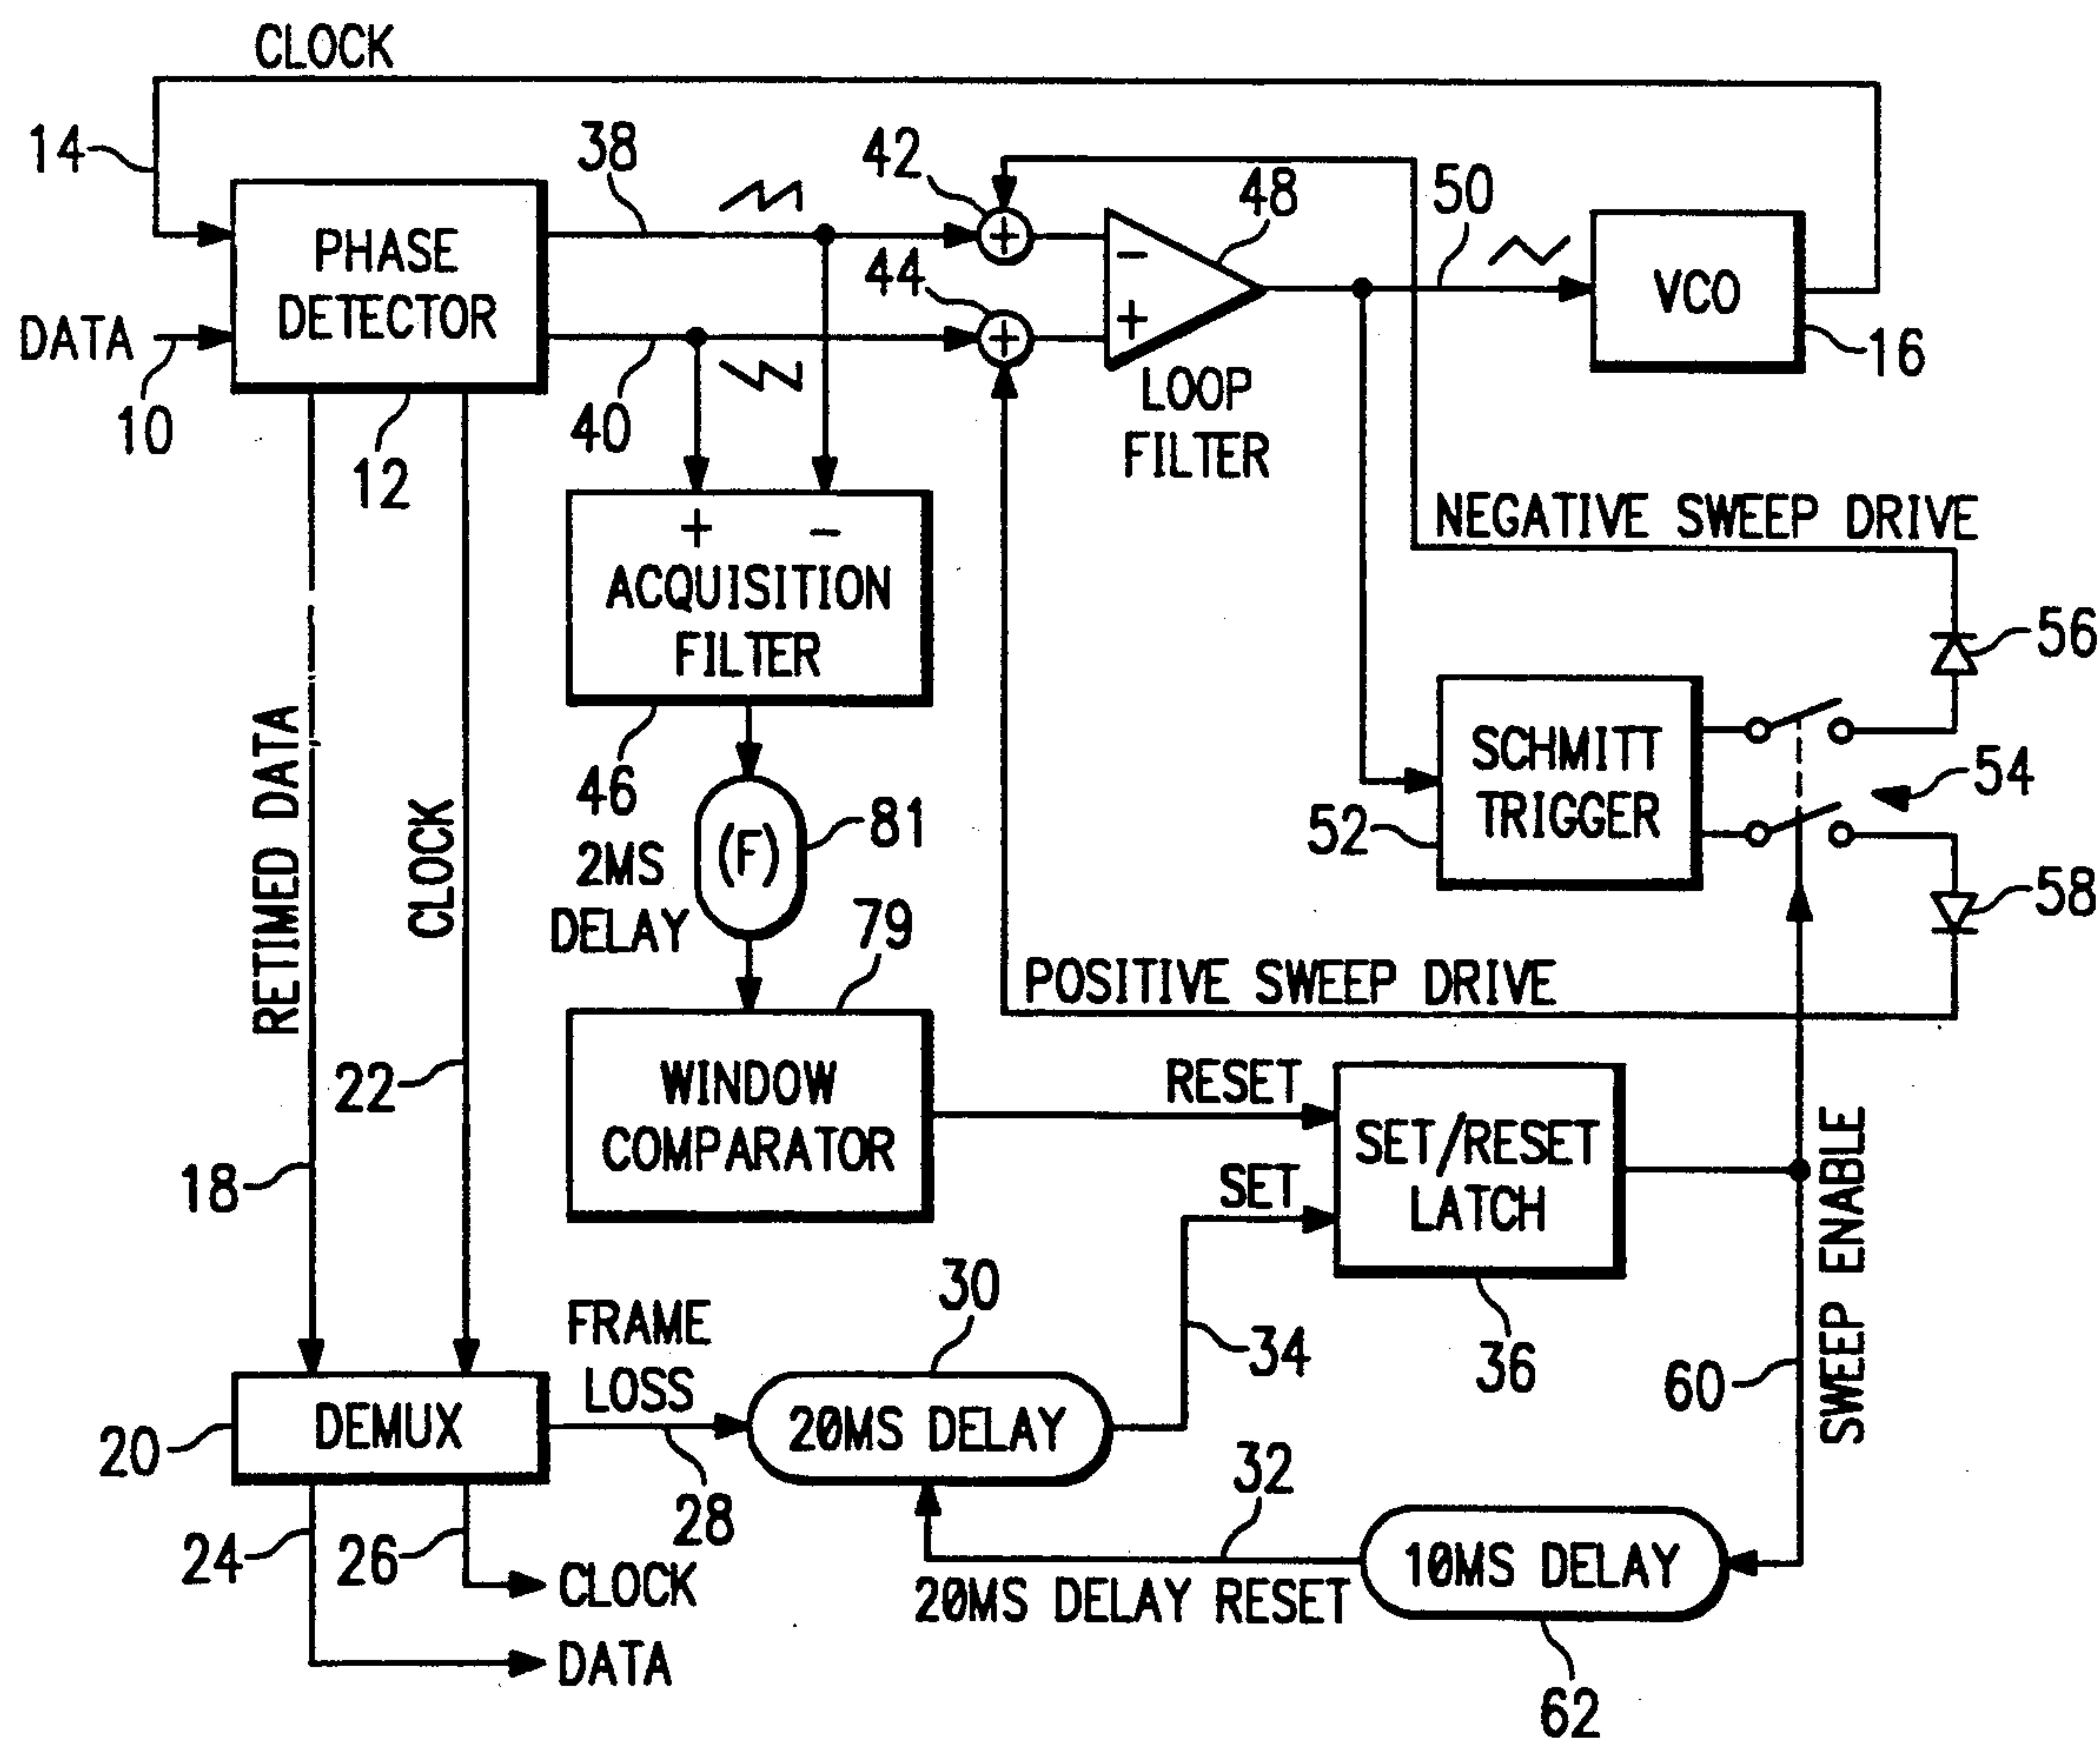 CLOCK
14
38
42
48
50
PHASE
DETECTOR
+
-
44
+
+
VCO
16
DATA
10
12
40
LOOP
FILTER
+ -
ACQUISITION
FILTER
46
NEGATIVE SWEEP DRIVE
56
SCHMITT
TRIGGER
52
54
58
2MS
DELAY
(F)
81
79
POSITIVE SWEEP DRIVE
RETIMED DATA
CLOCK
22
18
WINDOW
COMPARATOR
RESET
SET
SET/RESET
LATCH
36
SWEEP ENABLE
60
FRAME
LOSS
30
34
DEMUX
20
20MS DELAY
28
32
24
26
CLOCK
DATA
20MS DELAY RESET
10MS DELAY
62